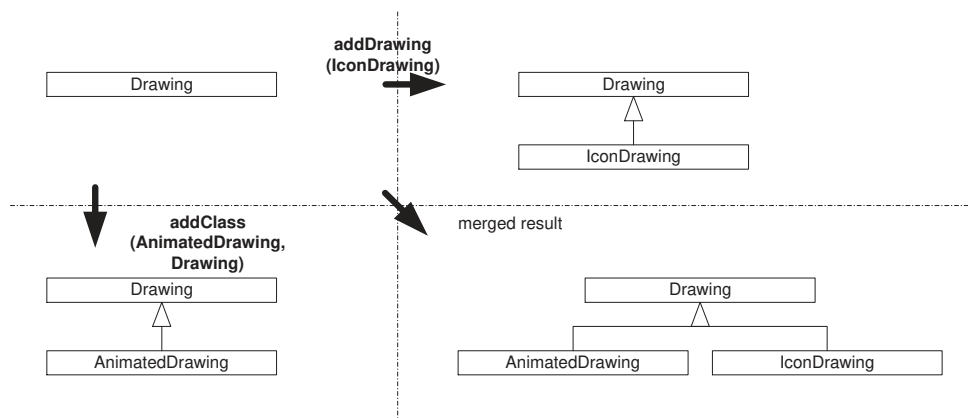 addDrawing
(IconDrawing)
Drawing
Drawing
IconDrawing
addClass
(AnimatedDrawing,
Drawing)
merged result
Drawing
AnimatedDrawing
Drawing
AnimatedDrawing
IconDrawing